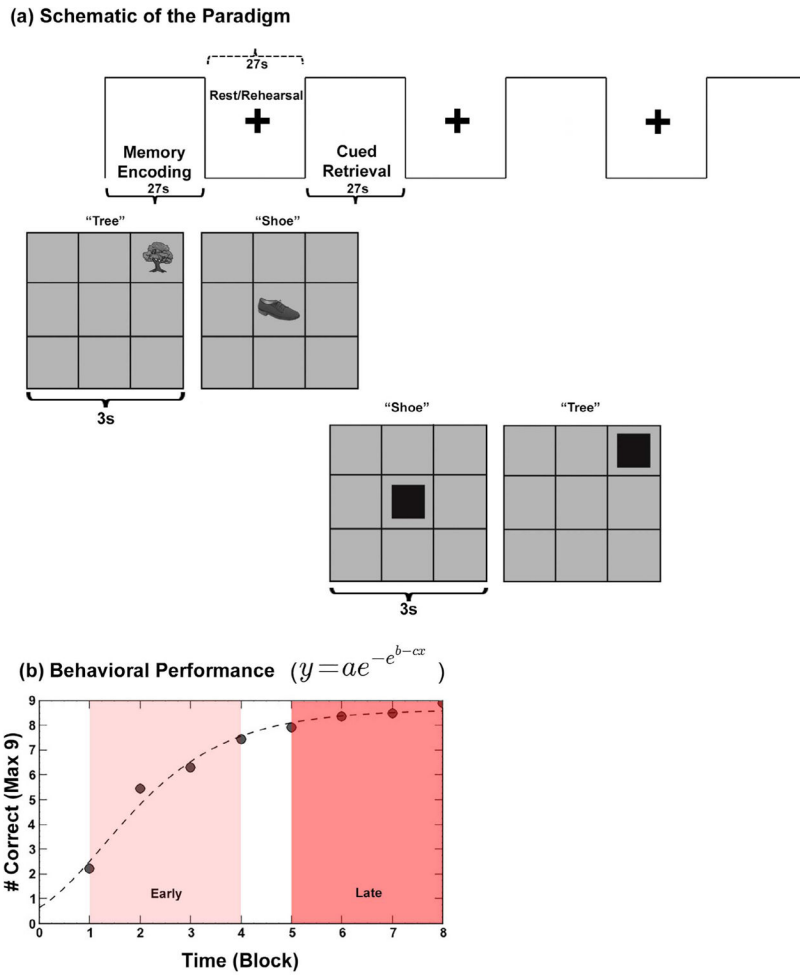 (a) Schematic of the Paradigm
27s
Rest/Rehearsal
+ + +
Memory
Encoding
Cued
Retrieval
27s 27s
“Tree” “Shoe”
3s
“Shoe” “Tree”
3s
(b) Behavioral Performance (y=ae^{-e^{b-cx}})
# Correct (Max 9)
9
8
7
6
5
4
3
2
1
0
Early Late
0 1 2 3 4 5 6 7 8
Time (Block)